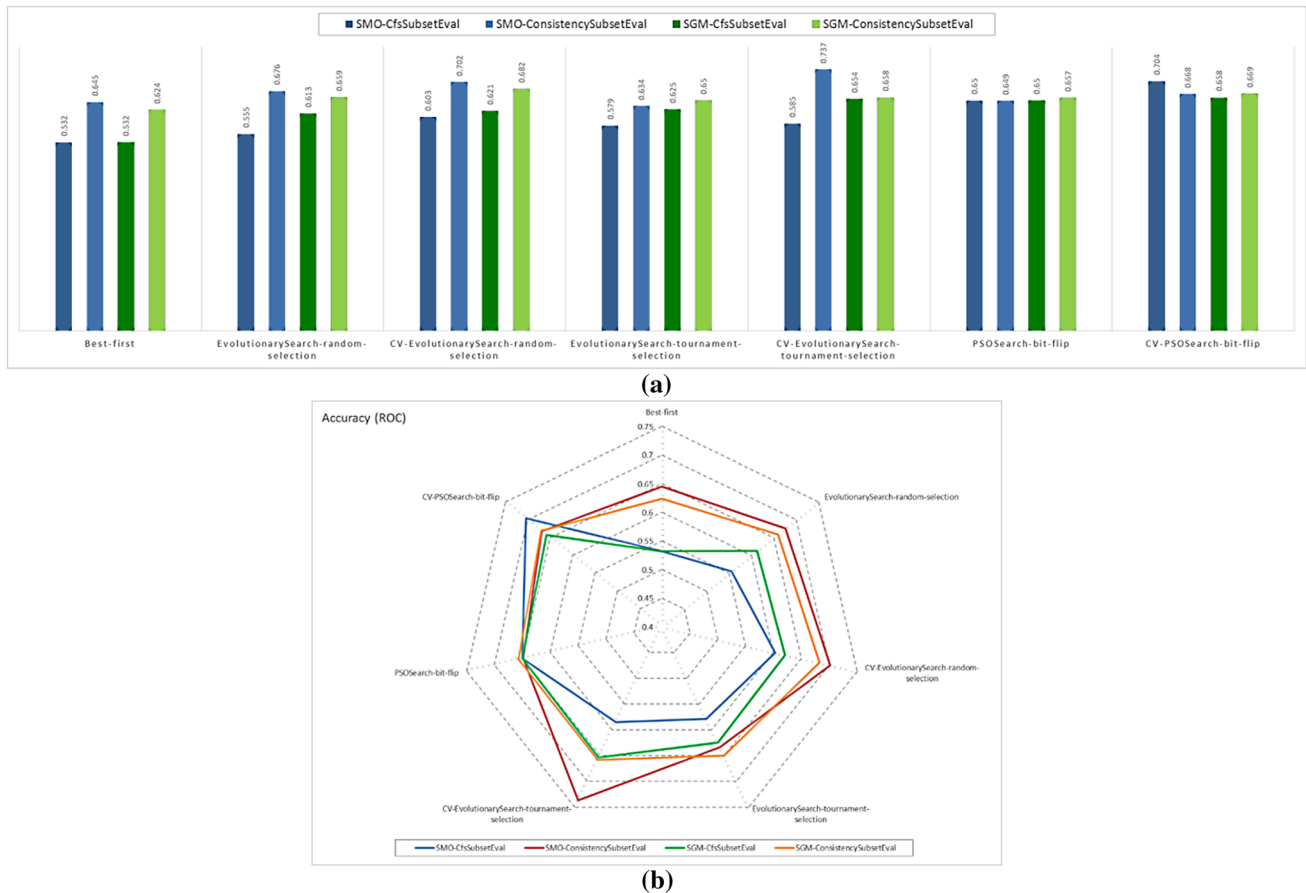 SMO-CfsSubsetEval SMO-ConsistencySubsetEval SGM-CfsSubsetEval SGM-ConsistencySubsetEval
0.532 0.645 0.532 0.624 0.555 0.676 0.613 0.659 0.603 0.702 0.621 0.682 0.579 0.634 0.625 0.65 0.585 0.737 0.654 0.658 0.65 0.649 0.65 0.657 0.704 0.668 0.658 0.669
Best-first EvolutionarySearch-random- CV-EvolutionarySearch-random- EvolutionarySearch-tournament- CV-EvolutionarySearch- PSOSearch-bit-flip CV-PSOSearch-bit-flip
selection selection selection tournament-selection
(a)
Accuracy (ROC)
Best-first
0.75
0.7
0.65
0.6
0.55
0.5
0.45
0.4
CV-PSOSearch-bit-flip
EvolutionarySearch-random-selection
PSOSearch-bit-flip
CV-EvolutionarySearch-random-
selection
CV-EvolutionarySearch-tournament-
selection
EvolutionarySearch-tournament-
selection
SMO-CfsSubsetEval SMO-ConsistencySubsetEval SGM-CfsSubsetEval SGM-ConsistencySubsetEval
(b)